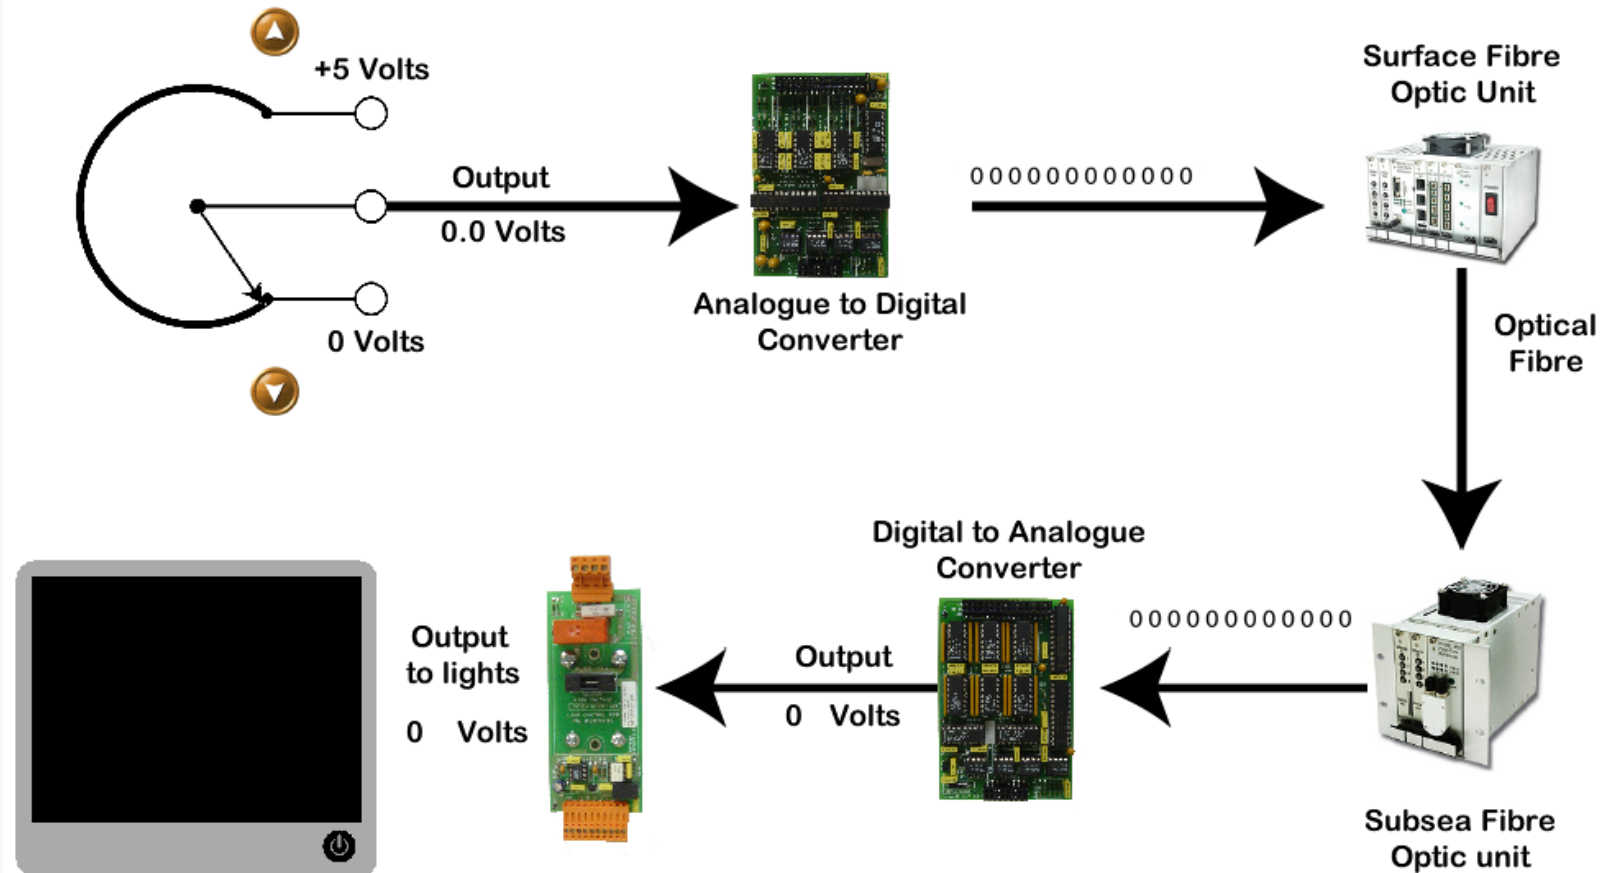 +5 Volts
Output
0.0 Volts
0 Volts
Analogue to Digital
Converter
000000000000
Surface Fibre
Optic Unit
Optical
Fibre
Subsea Fibre
Optic unit
000000000000
Digital to Analogue
Converter
Output
0 Volts
Output
to lights
0 Volts